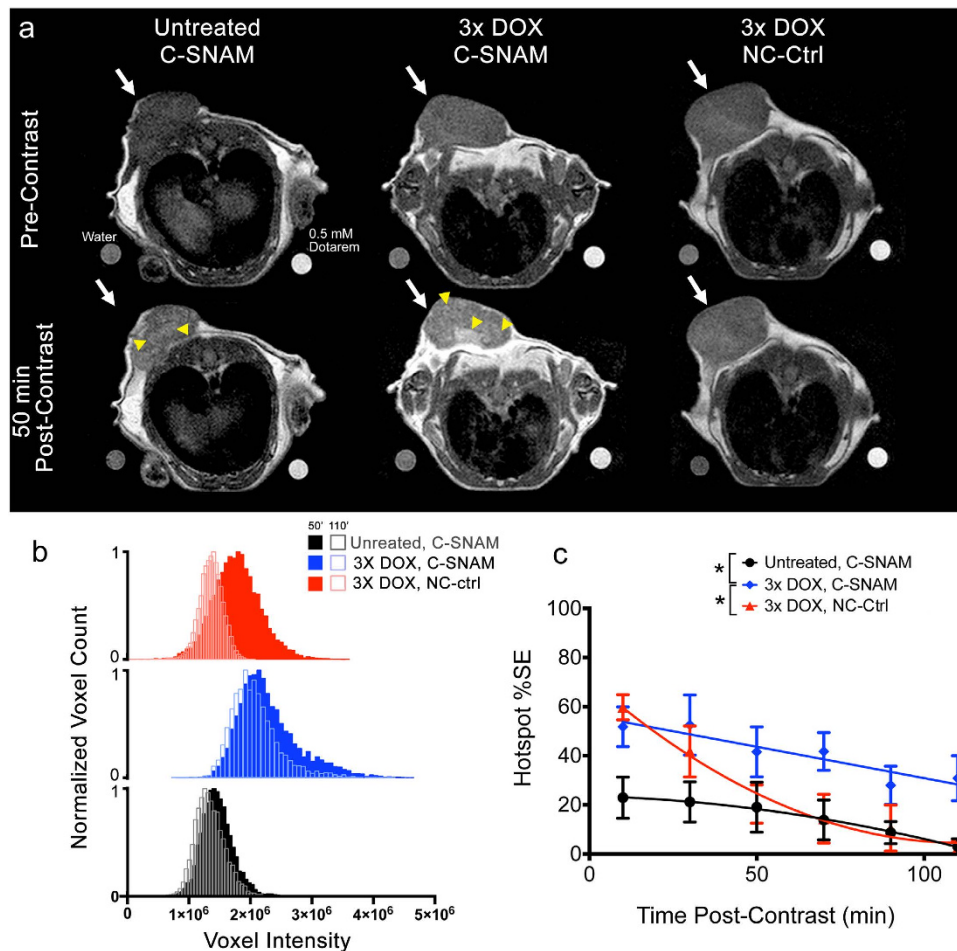 a
Untreated
C-SNAM
3x DOX
C-SNAM
3x DOX
NC-Ctrl
Pre-Contrast
Water
0.5 mM
Dotarem
50 min
Post-Contrast
b
50' 110'
Untreated, C-SNAM
3X DOX, C-SNAM
3X DOX, NC-ctrl
Normalized Voxel Count
1
0
1
0
1
0
0 1×10⁶ 2×10⁶ 3×10⁶ 4×10⁶ 5×10⁶
Voxel Intensity
c
* Untreated, C-SNAM
3x DOX, C-SNAM
* 3x DOX, NC-Ctrl
Hotspot %SE
100
80
60
40
20
0
0 50 100
Time Post-Contrast (min)